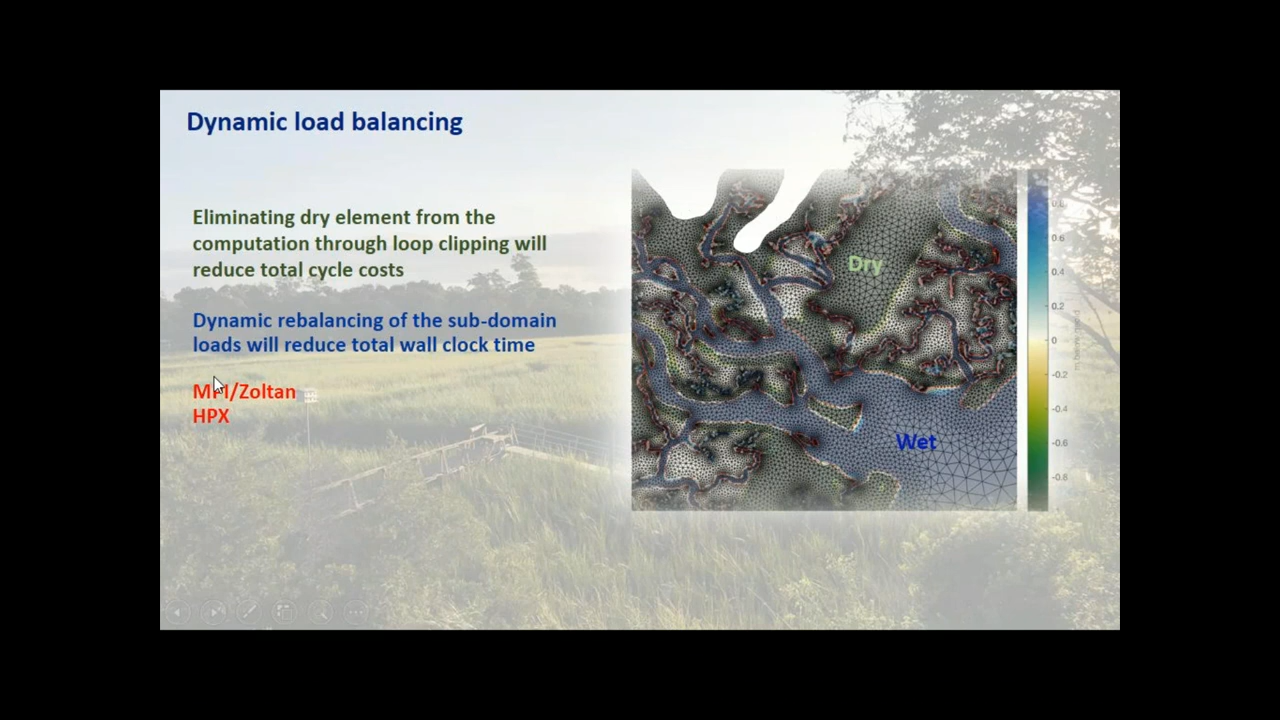 Dynamic load balancing
Eliminating dry element from the
computation through loop clipping will
reduce total cycle costs
Dynamic rebalancing of the sub-domain
loads will reduce total wall clock time
MPI/Zoltan
HPX
Dry
Wet
0.8
0.6
0.4
0.2
0
-0.2
-0.4
-0.6
-0.8